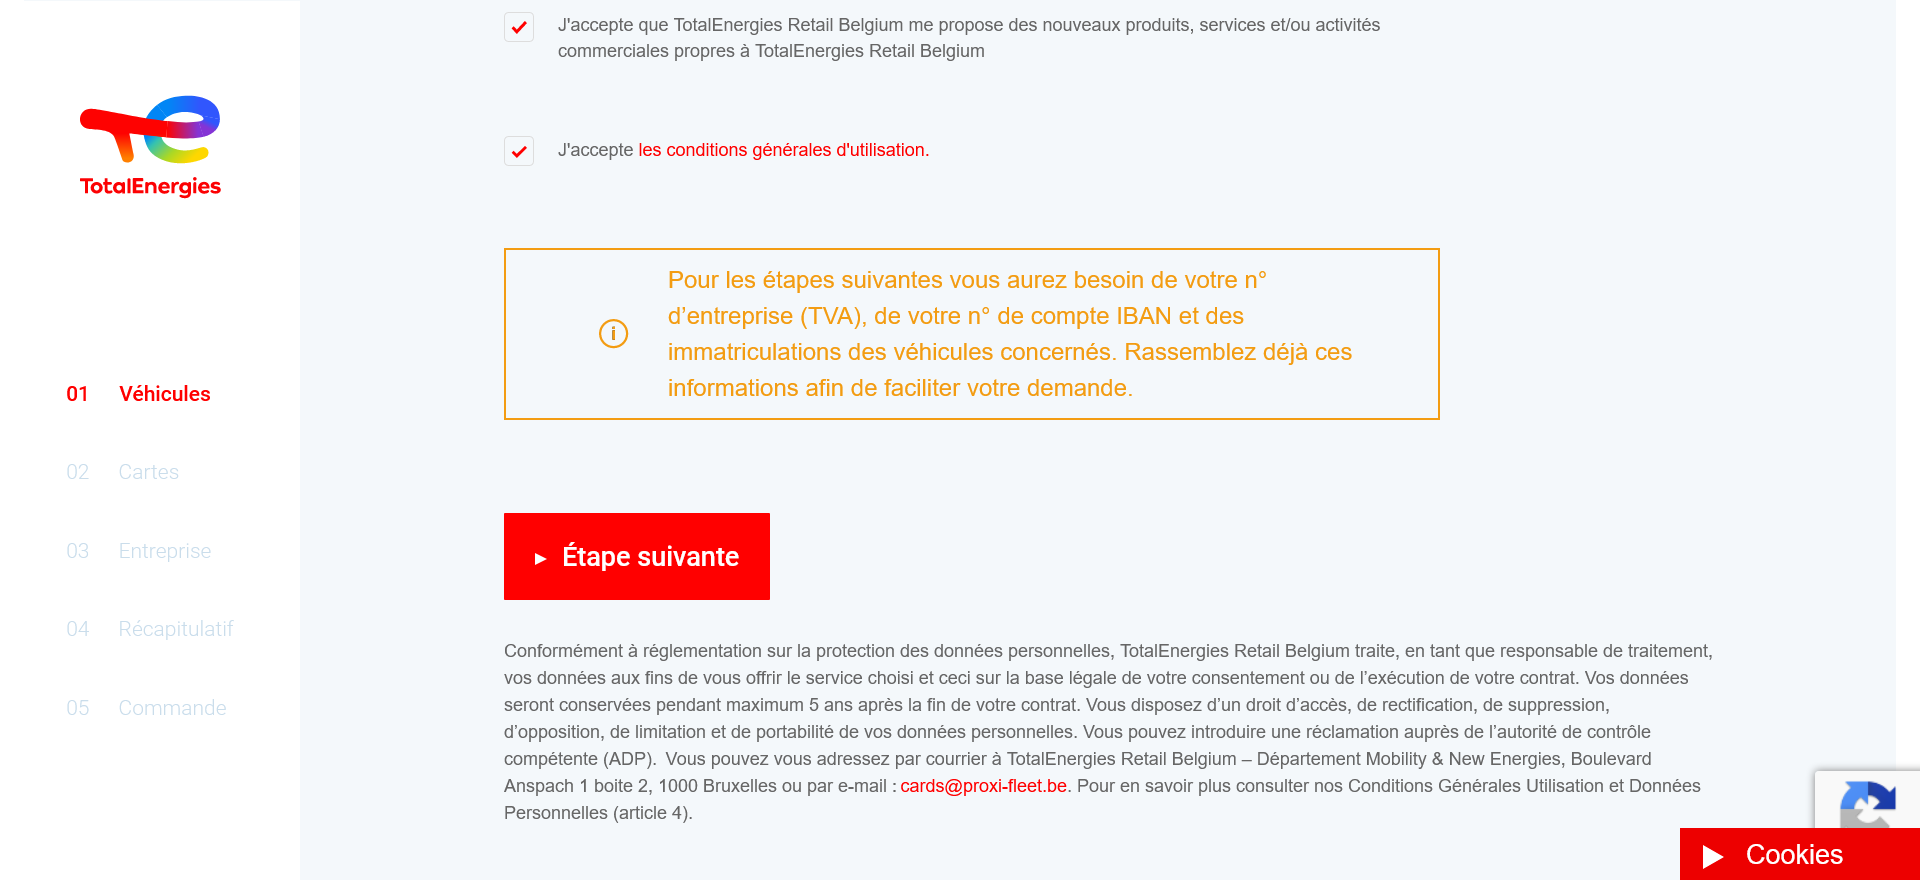 J'accepte que TotalEnergies Retail Belgium me propose des nouveaux produits, services et/ou activités
commerciales propres à TotalEnergies Retail Belgium
TotalEnergies
J'accepte les conditions générales d'utilisation.
Pour les étapes suivantes vous aurez besoin de votre n°
d’entreprise (TVA), de votre n° de compte IBAN et des
immatriculations des véhicules concernés. Rassemblez déjà ces
informations afin de faciliter votre demande.
01 Véhicules
02 Cartes
03 Entreprise
04 Récapitulatif
05 Commande
Étape suivante
Conformément à réglementation sur la protection des données personnelles, TotalEnergies Retail Belgium traite, en tant que responsable de traitement,
vos données aux fins de vous offrir le service choisi et ceci sur la base légale de votre consentement ou de l’exécution de votre contrat. Vos données
seront conservées pendant maximum 5 ans après la fin de votre contrat. Vous disposez d’un droit d’accès, de rectification, de suppression,
d’opposition, de limitation et de portabilité de vos données personnelles. Vous pouvez introduire une réclamation auprès de l’autorité de contrôle
compétente (ADP).  Vous pouvez vous adressez par courrier à TotalEnergies Retail Belgium – Département Mobility & New Energies, Boulevard
Anspach 1 boite 2, 1000 Bruxelles ou par e-mail : cards@proxi-fleet.be. Pour en savoir plus consulter nos Conditions Générales Utilisation et Données
Personnelles (article 4).
Cookies